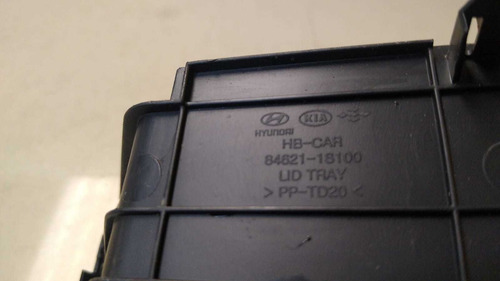 HYUNDAI KIA
HB-CAR
84621-1S100
LID TRAY
> PP-TD20 <